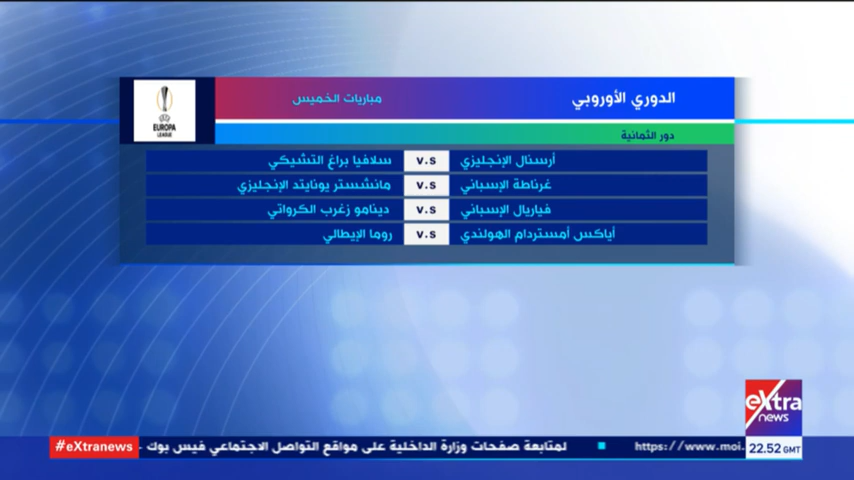 الدوري الأوروبي مباريات الخميس
EUROPA
LEAGUE
دور الثمانية
أرسنال الإنجليزي v.s سلافيا براغ التشيكي
غرناطة الإسباني v.s مانشستر يونايتد الإنجليزي
فياريال الإسباني v.s دينامو زغرب الكرواتي
أياكس أمستردام الهولندي v.s روما الإيطالي
eXtra
news
#eXtranews لمتابعة صفحات وزارة الداخلية على مواقع التواصل الاجتماعي فيس بوك - https://www.moi.
22.52 GMT